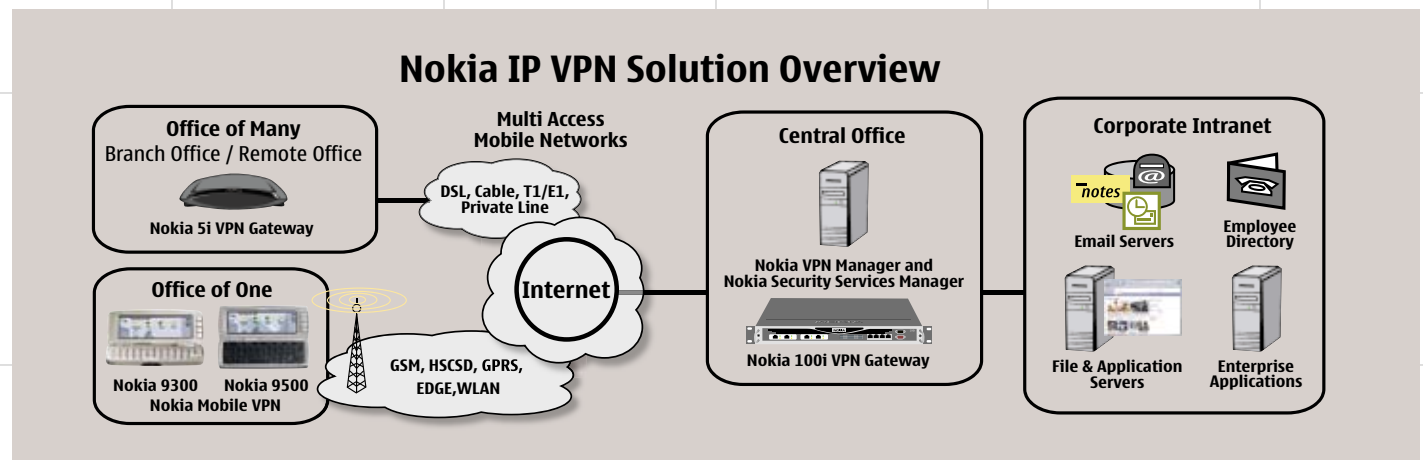 Nokia IP VPN Solution Overview
Office of Many
Branch Office / Remote Office
Nokia 5i VPN Gateway
Office of One
Nokia 9300
Nokia 9500
Nokia Mobile VPN
Multi Access
Mobile Networks
DSL, Cable, T1/E1,
Private Line
Internet
GSM, HSCSD, GPRS,
EDGE,WLAN
Central Office
Nokia VPN Manager and
Nokia Security Services Manager
Nokia 100i VPN Gateway
Corporate Intranet
@
notes
Email Servers
Employee
Directory
File & Application
Servers
Enterprise
Applications